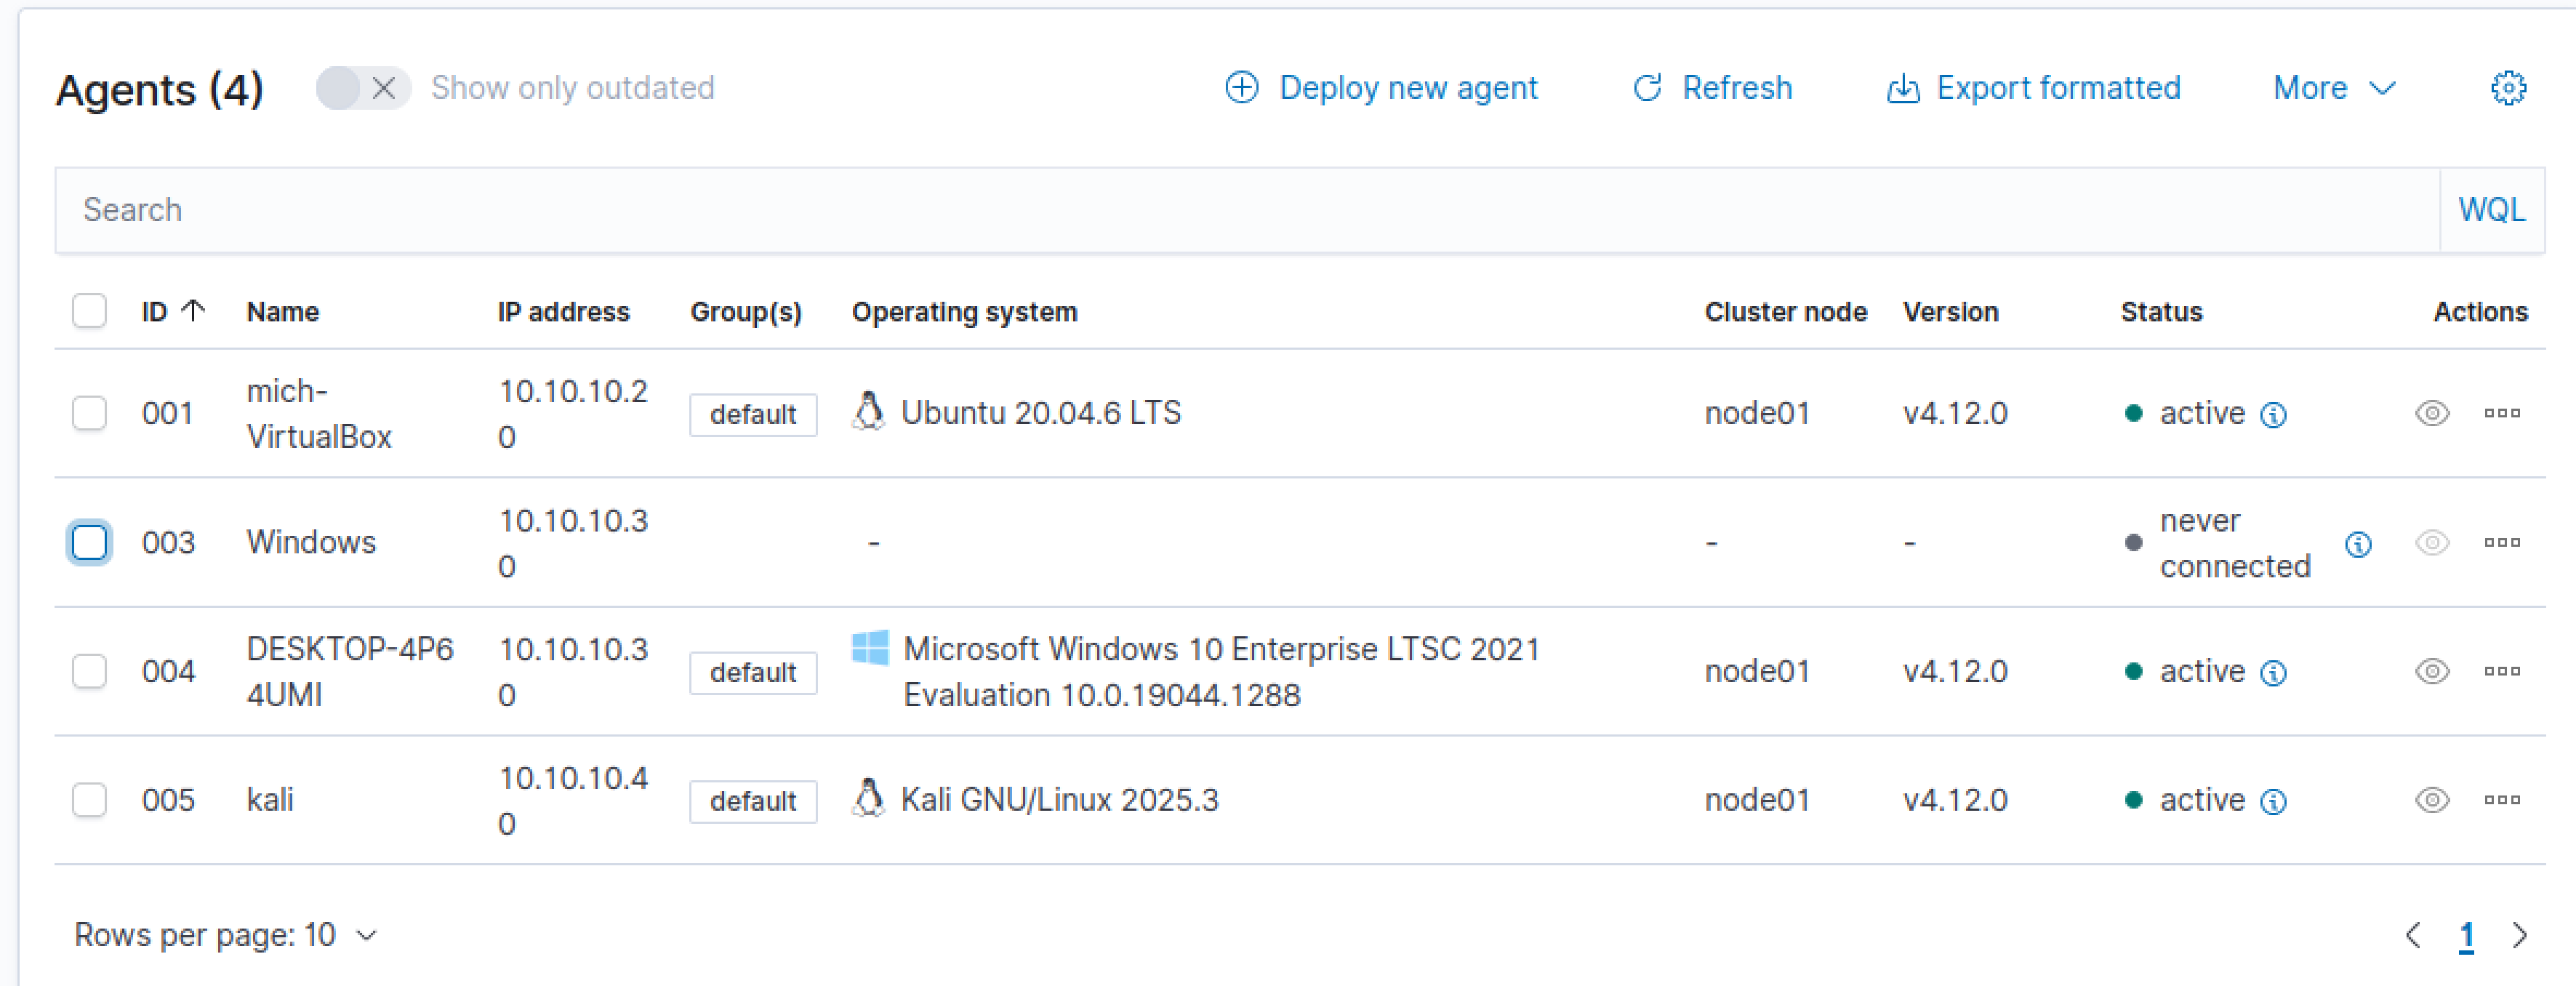 Agents (4) Show only outdated Deploy new agent Refresh Export formatted More
Search WQL
ID Name IP address Group(s) Operating system Cluster node Version Status Actions
001 mich-VirtualBox 10.10.10.20 default Ubuntu 20.04.6 LTS node01 v4.12.0 active
003 Windows 10.10.10.30 - - - never connected
004 DESKTOP-4P64UMI 10.10.10.30 default Microsoft Windows 10 Enterprise LTSC 2021 Evaluation 10.0.19044.1288 node01 v4.12.0 active
005 kali 10.10.10.40 default Kali GNU/Linux 2025.3 node01 v4.12.0 active
Rows per page: 10 1